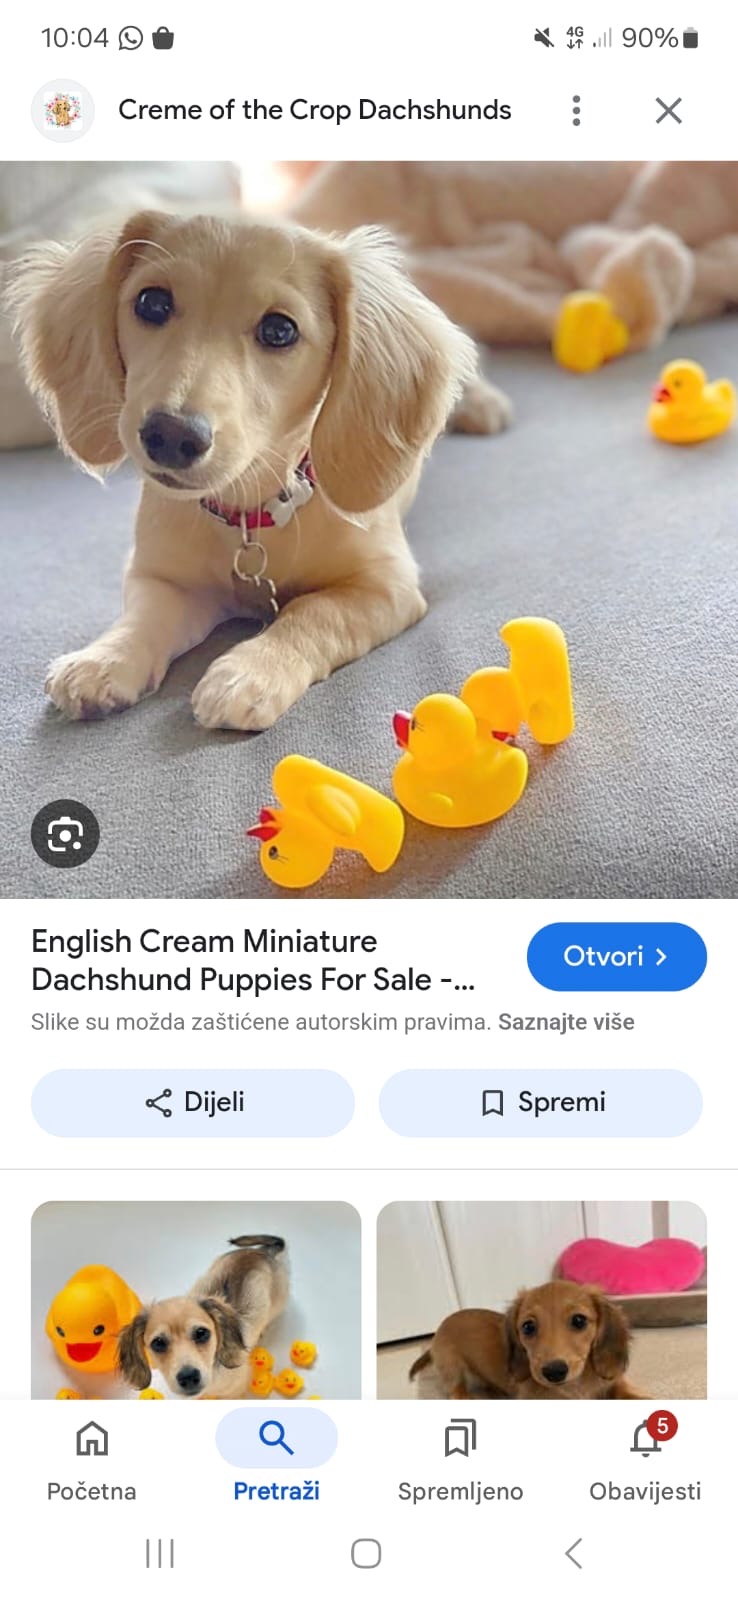 10:04 4G 90%
Creme of the Crop Dachshunds
English Cream Miniature
Dachshund Puppies For Sale -...
Otvori
Slike su možda zaštićene autorskim pravima. Saznajte više
Dijeli
Spremi
5
Početna
Pretraži
Spremljeno
Obavijesti